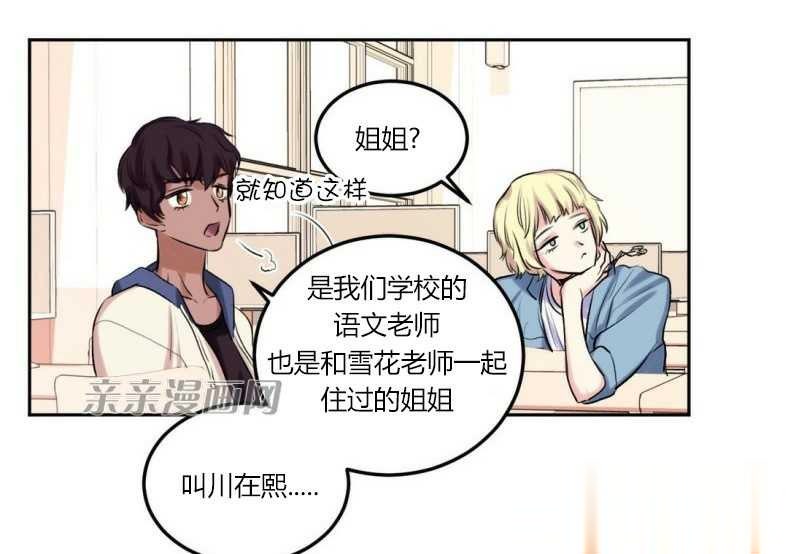 姐姐?
就知道这样
是我们学校的
语文老师
也是和雪花老师一起
住过的姐姐
亲亲漫画网
叫川在熙.....